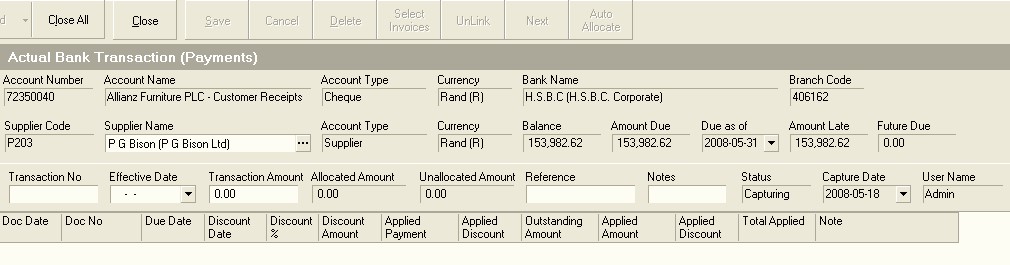 d Close All Close Save Cancel Delete Select Invoices UnLink Next Auto Allocate
Actual Bank Transaction (Payments)
Account Number Account Name Account Type Currency Bank Name Branch Code
72350040 Allianz Furniture PLC - Customer Receipts Cheque Rand (R) H.S.B.C (H.S.B.C. Corporate) 406162
Supplier Code Supplier Name Account Type Currency Balance Amount Due Due as of Amount Late Future Due
P203 P G Bison (P G Bison Ltd) ... Supplier Rand (R) 153,982.62 153,982.62 2008-05-31 153,982.62 0.00
Transaction No Effective Date Transaction Amount Allocated Amount Unallocated Amount Reference Notes Status Capture Date User Name
- - 0.00 0.00 0.00 Capturing 2008-05-18 Admin
Doc Date Doc No Due Date Discount Date Discount % Discount Amount Applied Payment Applied Discount Outstanding Amount Applied Amount Applied Discount Total Applied Note